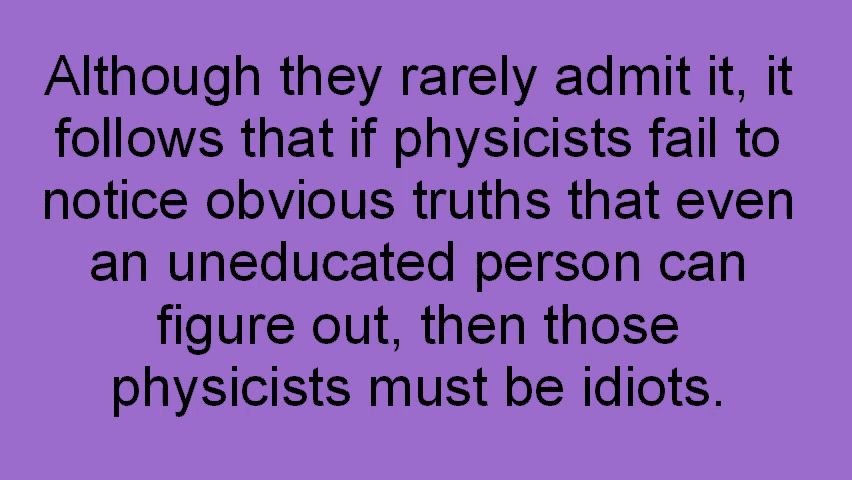 Although they rarely admit it, it
follows that if physicists fail to
notice obvious truths that even
an uneducated person can
figure out, then those
physicists must be idiots.